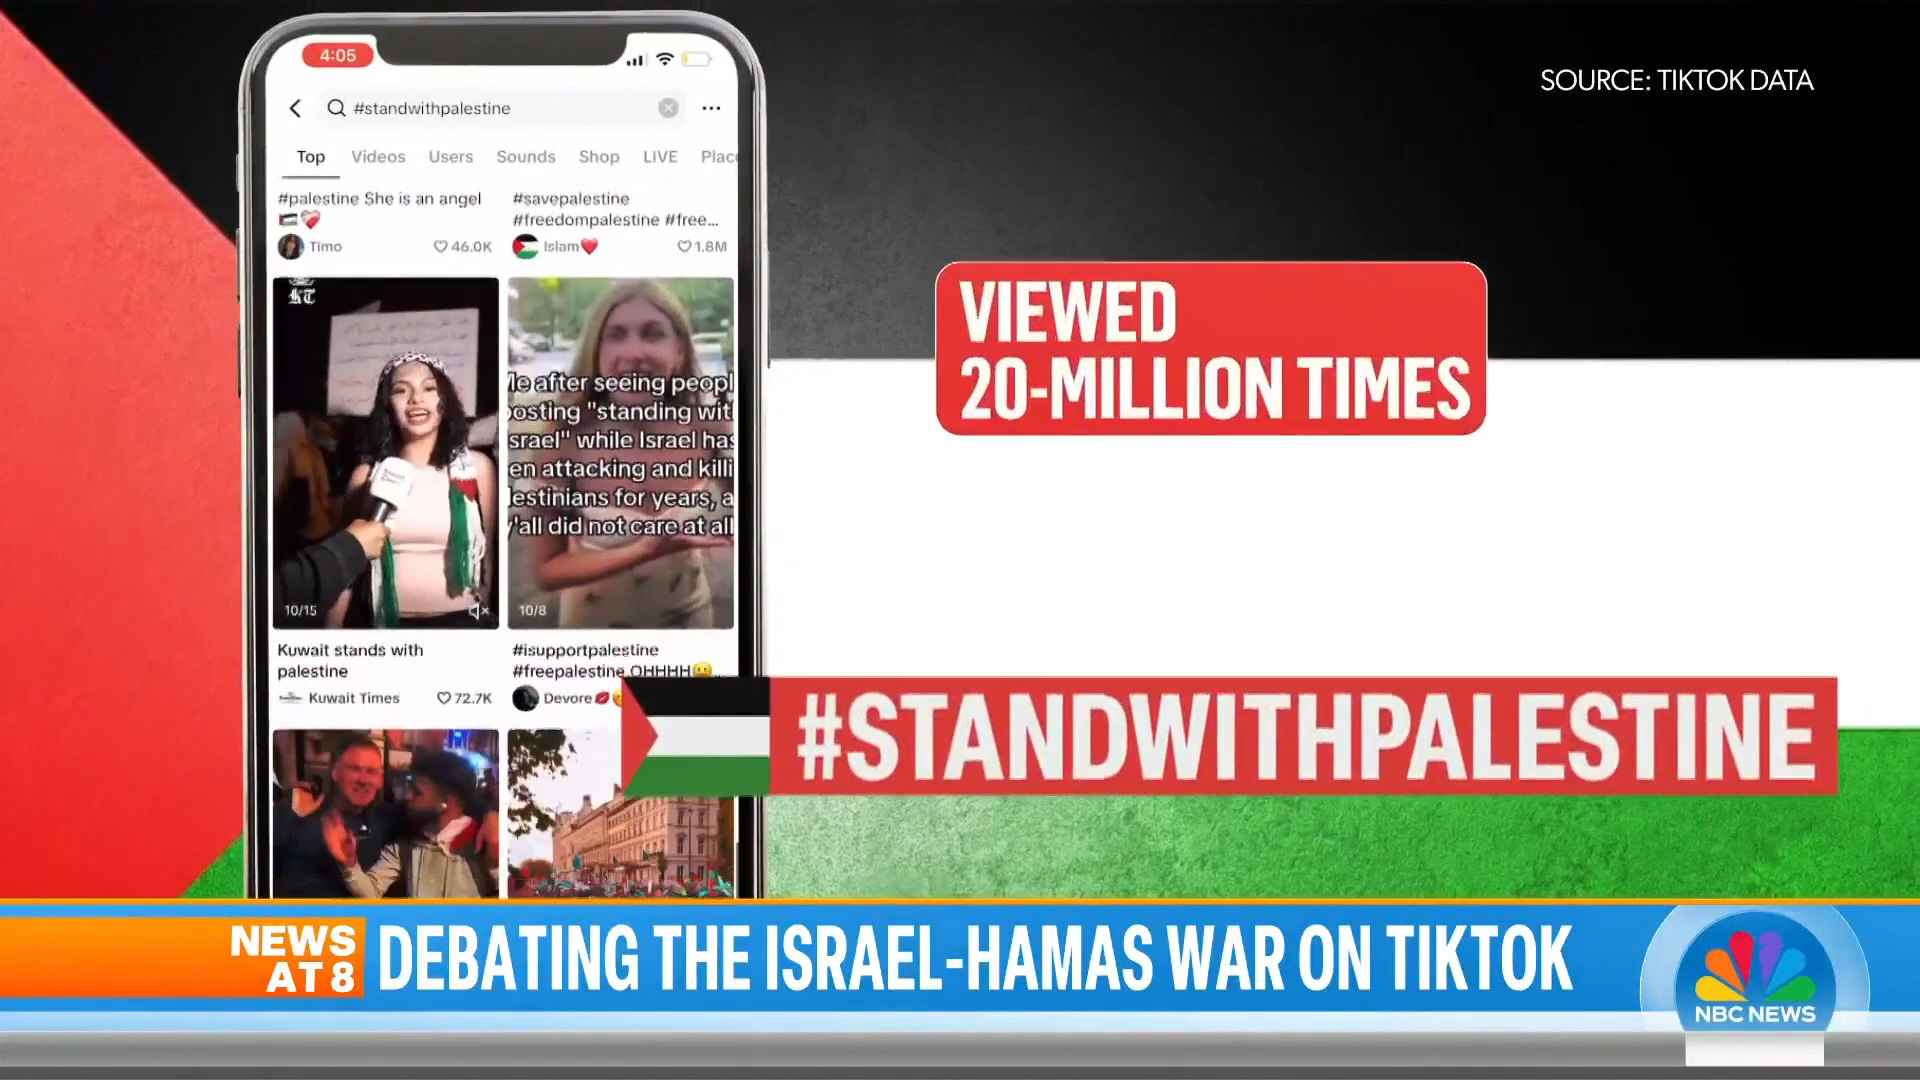 4:05
SOURCE: TIKTOK DATA
#standwithpalestine
Top Videos Users Sounds Shop LIVE Plac
#palestine She is an angel
Timo 46.0K
#savepalestine
#freedompalestine #free...
Islam 1.8M
KT
10/15
Kuwait stands with
palestine
Kuwait Times 72.7K
Me after seeing peopl
posting "standing wit
srael" while Israel has
en attacking and killi
lestinians for years, a
y'all did not care at all
10/8
#isupportpalestine
#freepalestine OHHHH
Devore
VIEWED
20-MILLION TIMES
#STANDWITHPALESTINE
NEWS
AT 8
DEBATING THE ISRAEL-HAMAS WAR ON TIKTOK
NBC NEWS